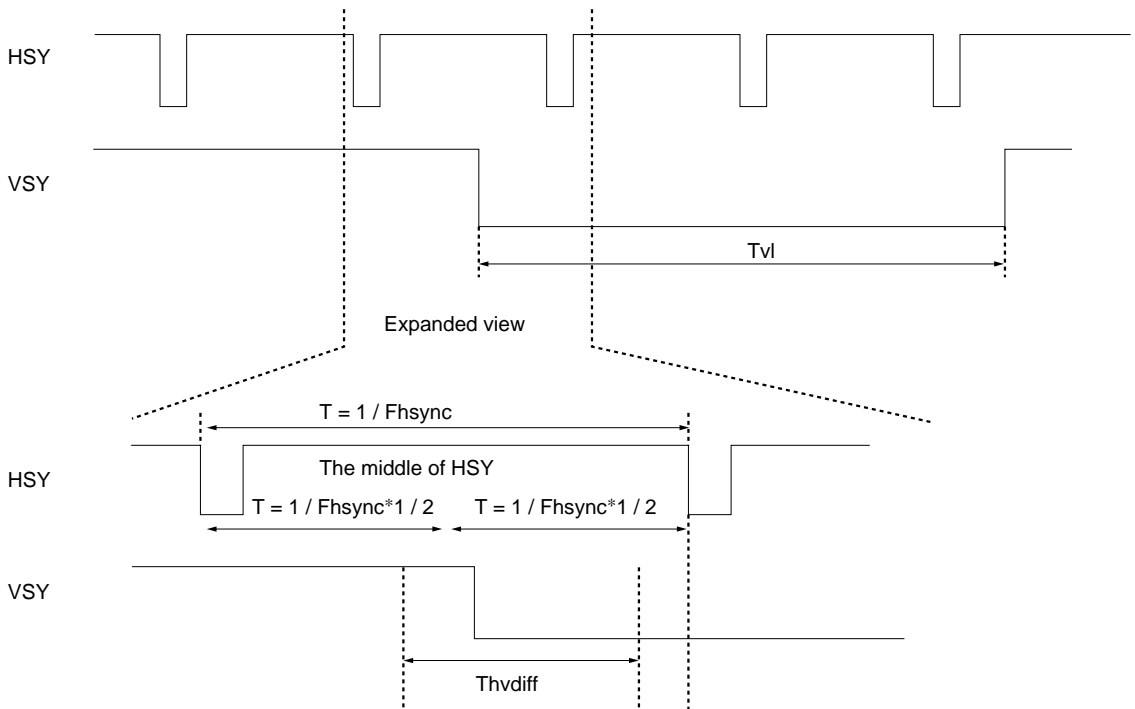 HSY
VSY
Tvl
Expanded view
T = 1 / Fhsync
HSY
The middle of HSY
T = 1 / Fhsync*1 / 2
T = 1 / Fhsync*1 / 2
VSY
Thvdiff